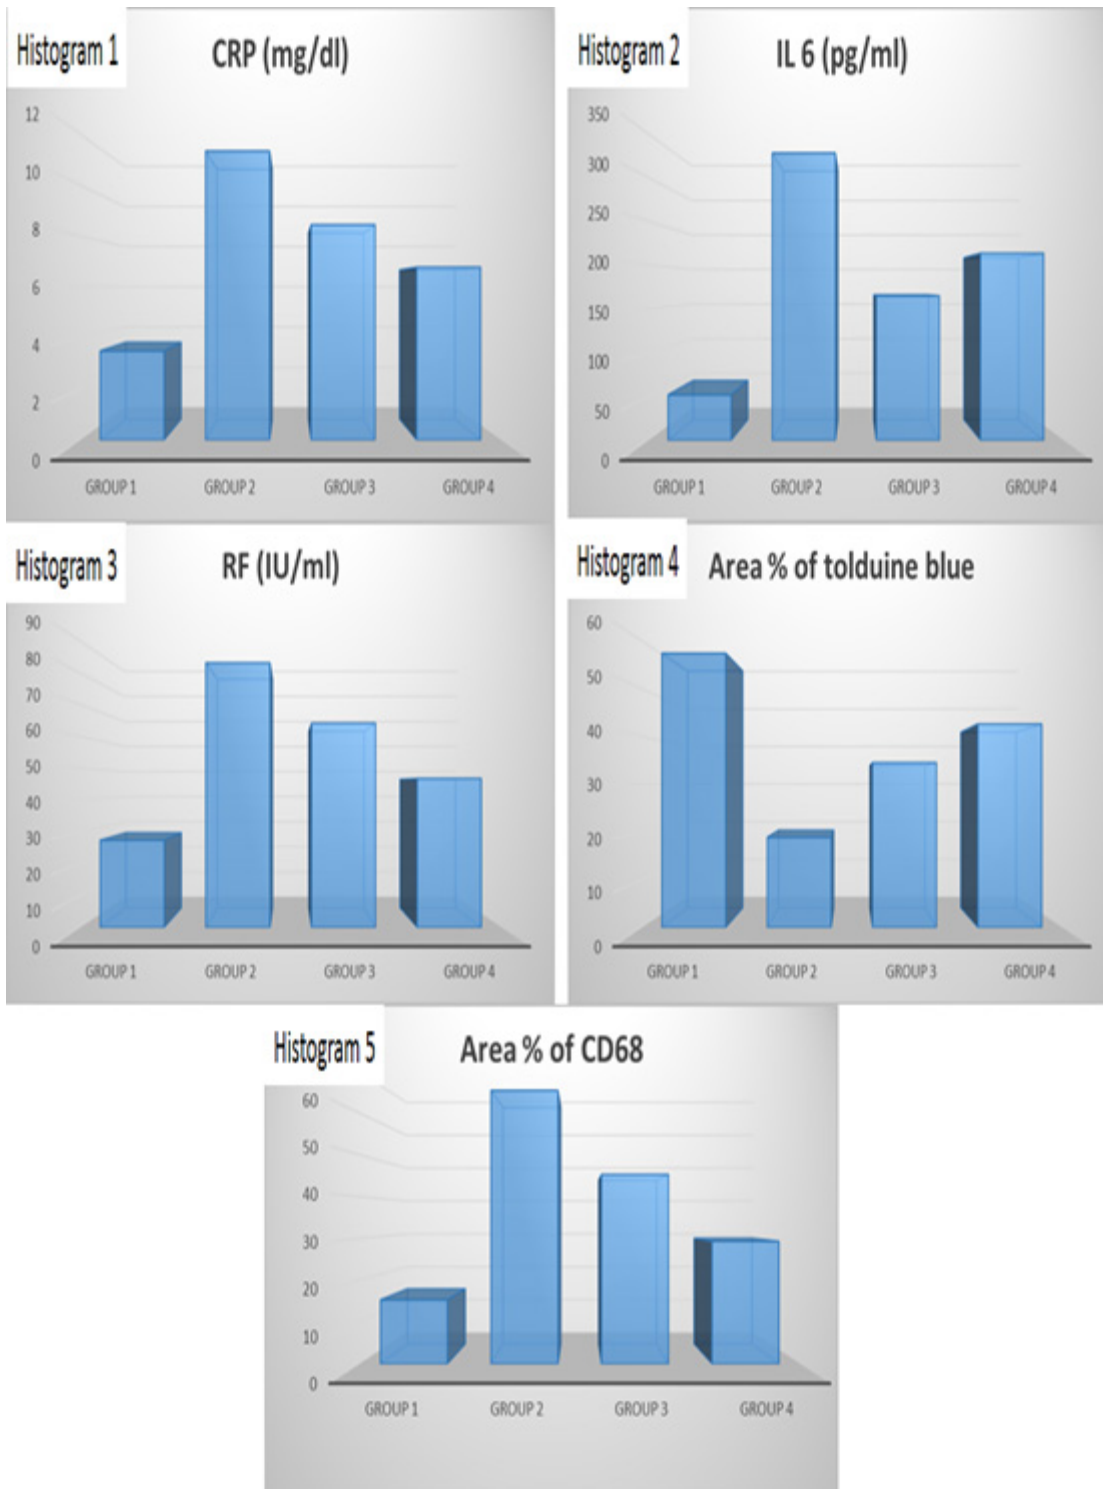 Histogram 1
CRP (mg/dl)
12
10
8
6
4
2
0
GROUP 1 GROUP 2 GROUP 3 GROUP 4
Histogram 2
IL 6 (pg/ml)
350
300
250
200
150
100
50
0
GROUP 1 GROUP 2 GROUP 3 GROUP 4
Histogram 3
RF (IU/ml)
90
80
70
60
50
40
30
20
10
0
GROUP 1 GROUP 2 GROUP 3 GROUP 4
Histogram 4
Area % of tolduine blue
60
50
40
30
20
10
0
GROUP 1 GROUP 2 GROUP 3 GROUP 4
Histogram 5
Area % of CD68
60
50
40
30
20
10
0
GROUP 1 GROUP 2 GROUP 3 GROUP 4